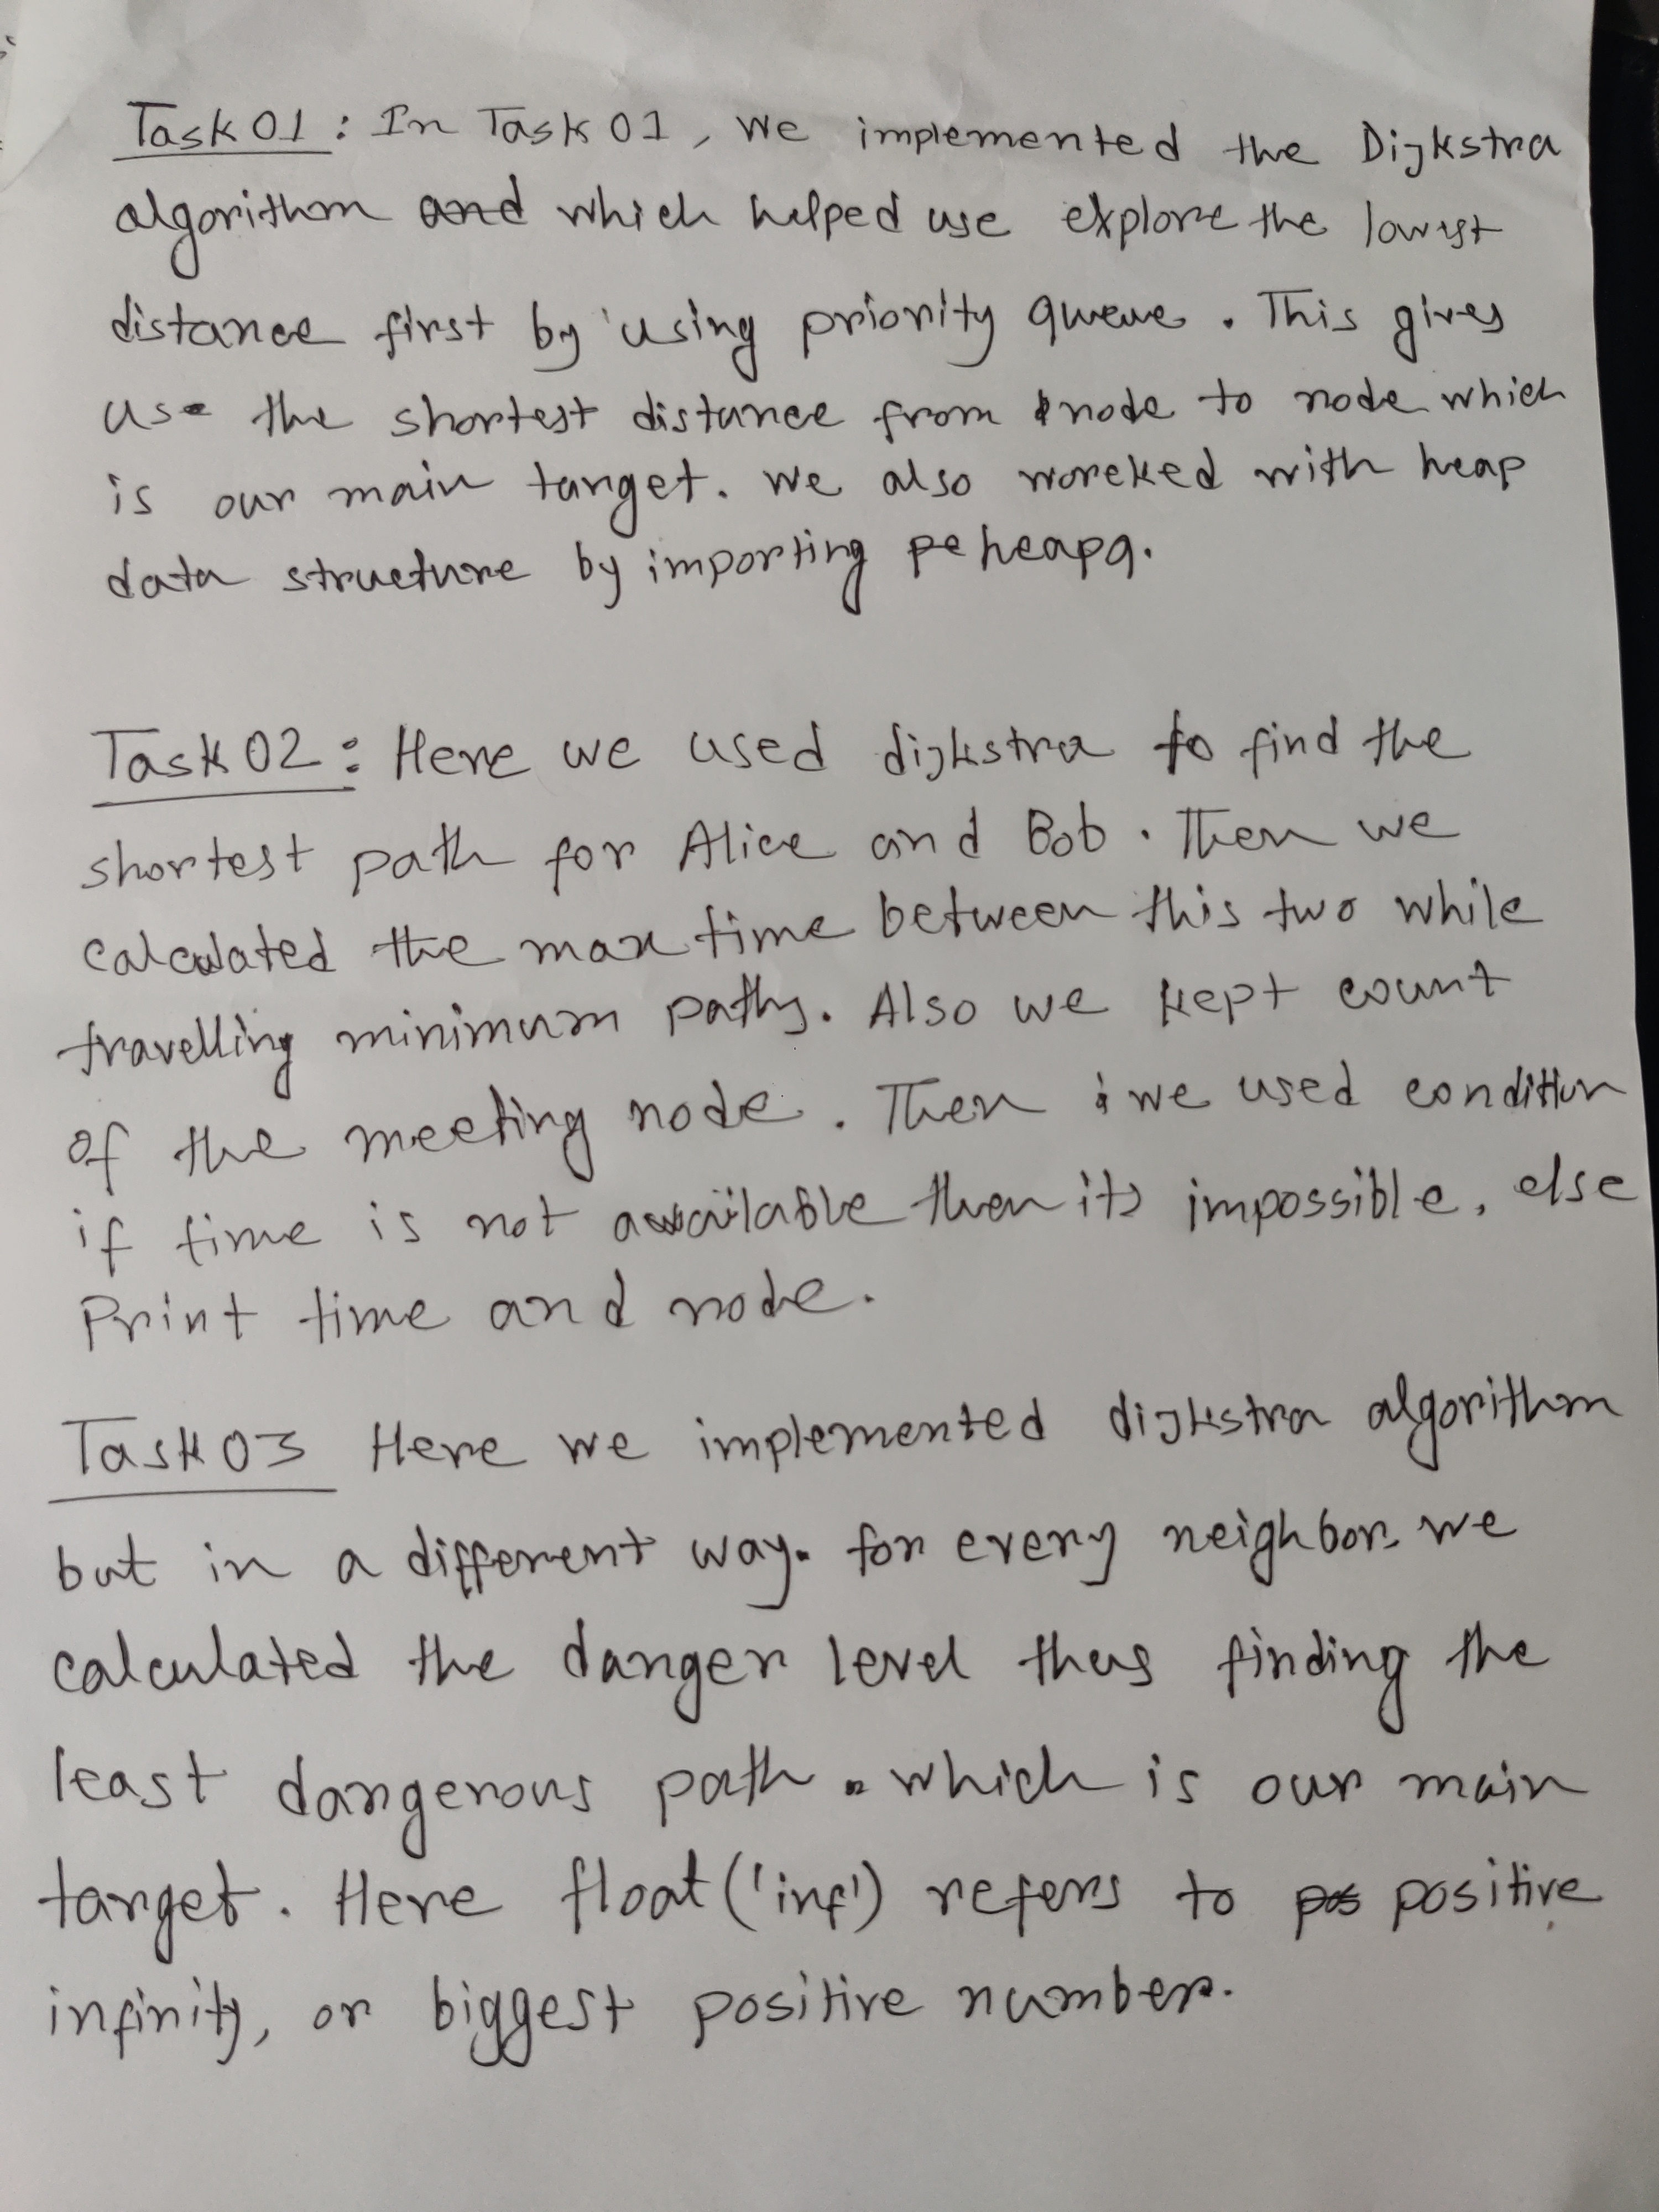 Task 01 : In Task 01, we implemented the Dijkstra
algorithm and which helped use explore the lowest
distance first by using priority queue. This gives
use the shortest distance from node to node which
is our main target. we also woreked with heap
data structure by importing heapq.
Task 02 : Here we used dijkstra to find the
shortest path for Alice and Bob. Then we
calculated the max time between this two while
travelling minimum paths. Also we kept count
of the meeting node. Then we used condition
if time is not available then its impossible, else
Print time and node.
Task 03 Here we implemented dijkstra algorithm
but in a different way. for every neighbor we
calculated the danger level thus finding the
least dangerous path. which is our main
target. Here float('inf') refers to positive
infinity, or biggest positive number.